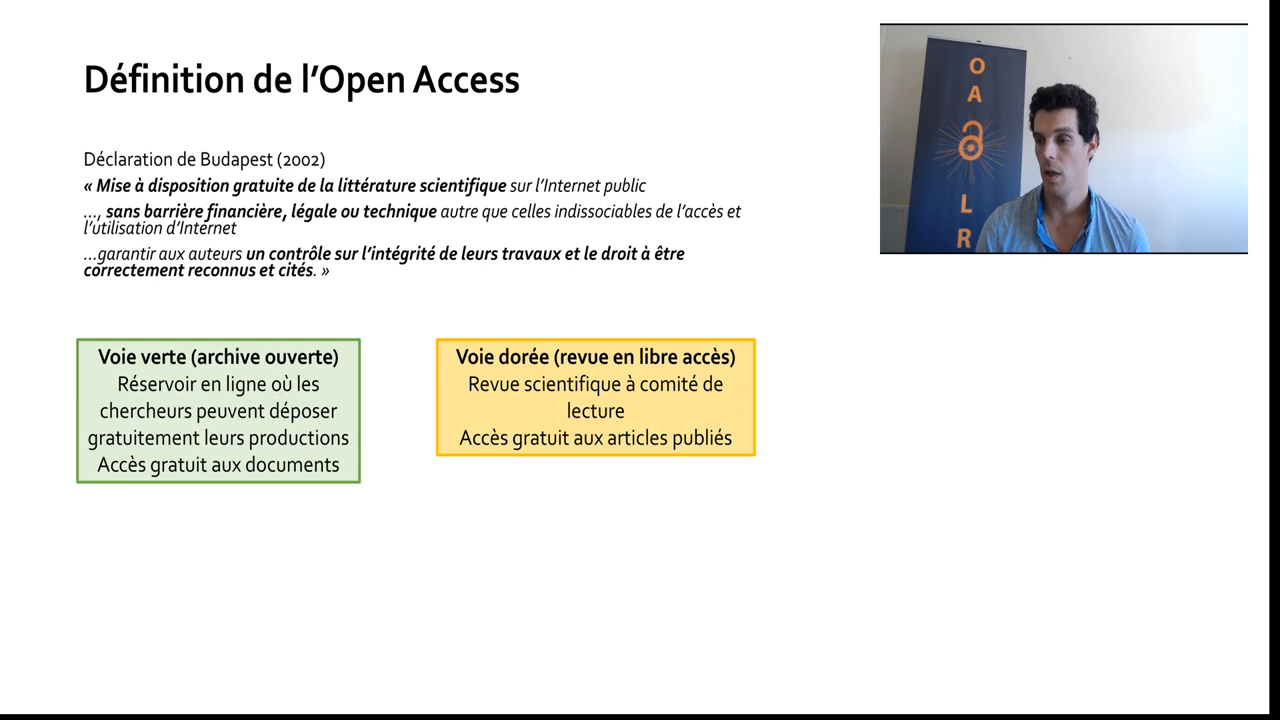 Définition de l’Open Access
Déclaration de Budapest (2002)
« Mise à disposition gratuite de la littérature scientifique sur l’Internet public
..., sans barrière financière, légale ou technique autre que celles indissociables de l’accès et
l’utilisation d’Internet
...garantir aux auteurs un contrôle sur l’intégrité de leurs travaux et le droit à être
correctement reconnus et cités. »
Voie verte (archive ouverte)
Réservoir en ligne où les
chercheurs peuvent déposer
gratuitement leurs productions
Accès gratuit aux documents
Voie dorée (revue en libre accès)
Revue scientifique à comité de
lecture
Accès gratuit aux articles publiés
O
A
L
R